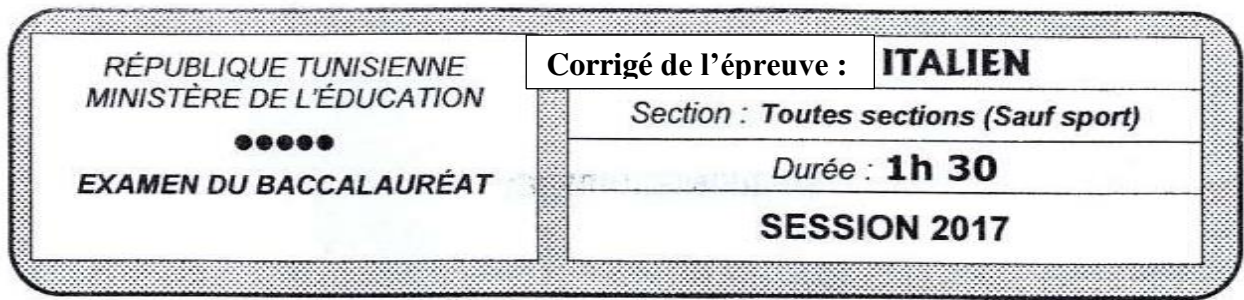 RÉPUBLIQUE TUNISIENNE
MINISTÈRE DE L'ÉDUCATION
●●●●●
EXAMEN DU BACCALAURÉAT
Corrigé de l'épreuve : ITALIEN
Section : Toutes sections (Sauf sport)
Durée : 1h 30
SESSION 2017